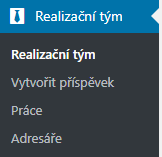 Realizační tým
Realizační tým
Vytvořit příspěvek
Práce
Adresáře